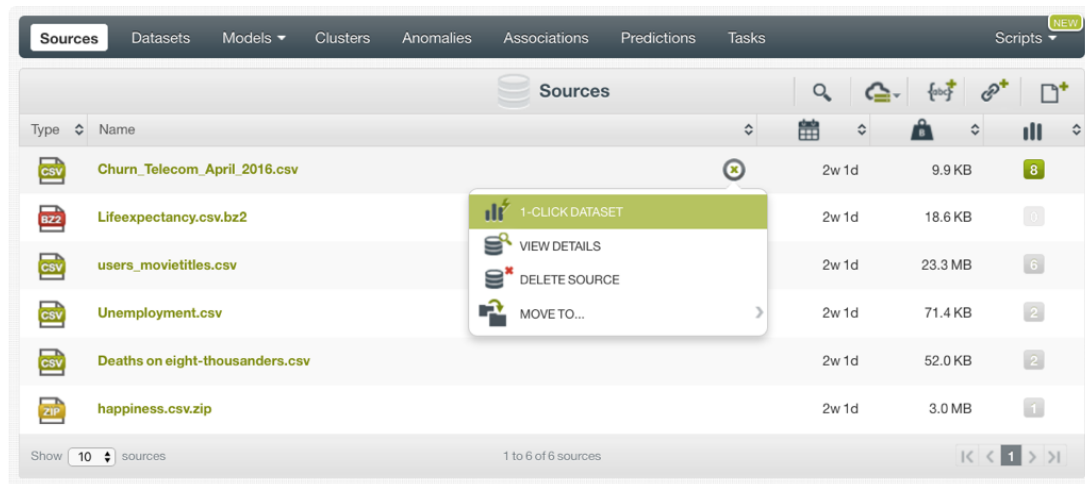 NEW
Sources Datasets Models Clusters Anomalies Associations Predictions Tasks Scripts
Sources {abc}
Type Name
CSV Churn_Telecom_April_2016.csv 2w 1d 9.9 KB 8
1-CLICK DATASET
BZ2 Lifeexpectancy.csv.bz2 2w 1d 18.6 KB 0
VIEW DETAILS
CSV users_movietitles.csv 2w 1d 23.3 MB 6
DELETE SOURCE
CSV Unemployment.csv 2w 1d 71.4 KB 2
MOVE TO...
CSV Deaths on eight-thousanders.csv 2w 1d 52.0 KB 2
ZIP happiness.csv.zip 2w 1d 3.0 MB 1
Show 10 sources 1 to 6 of 6 sources 1